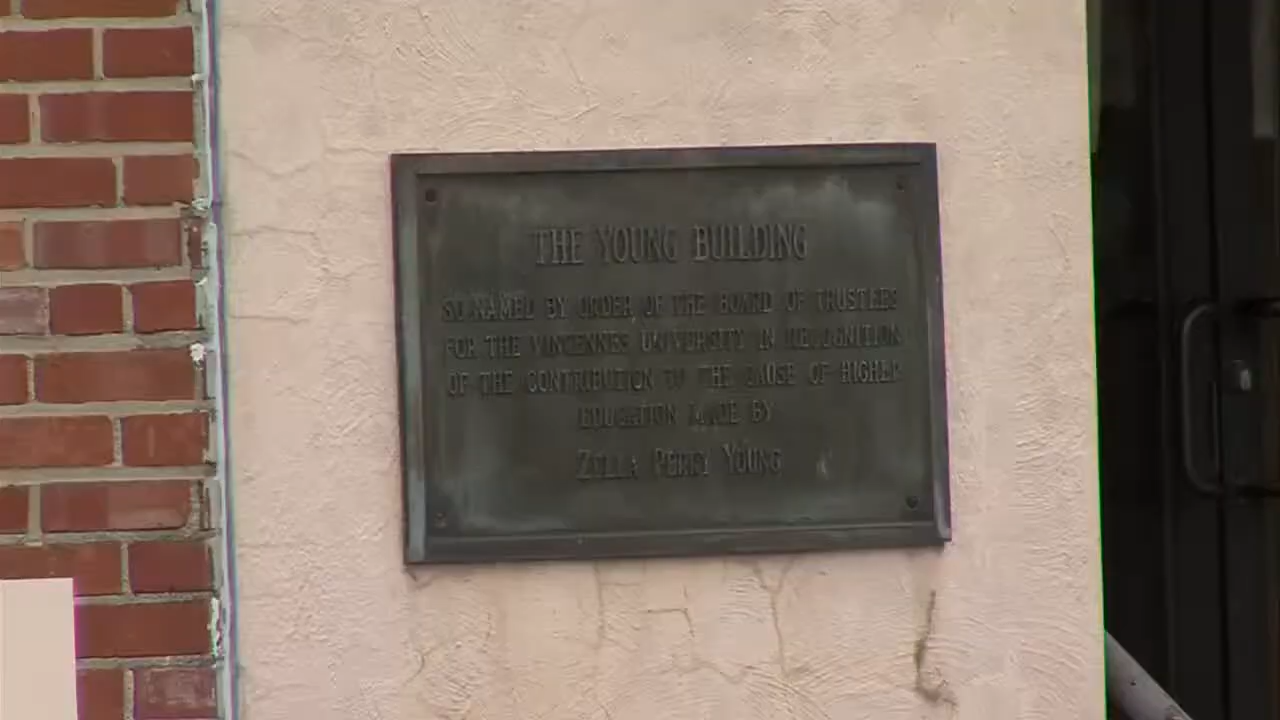 THE YOUNG BUILDING
SO NAMED BY ORDER OF THE BOARD OF TRUSTEES
FOR THE VINCENNES UNIVERSITY IN RECOGNITION
OF THE CONTRIBUTION TO THE CAUSE OF HIGHER
EDUCATION MADE BY
ZELLA PERRY YOUNG